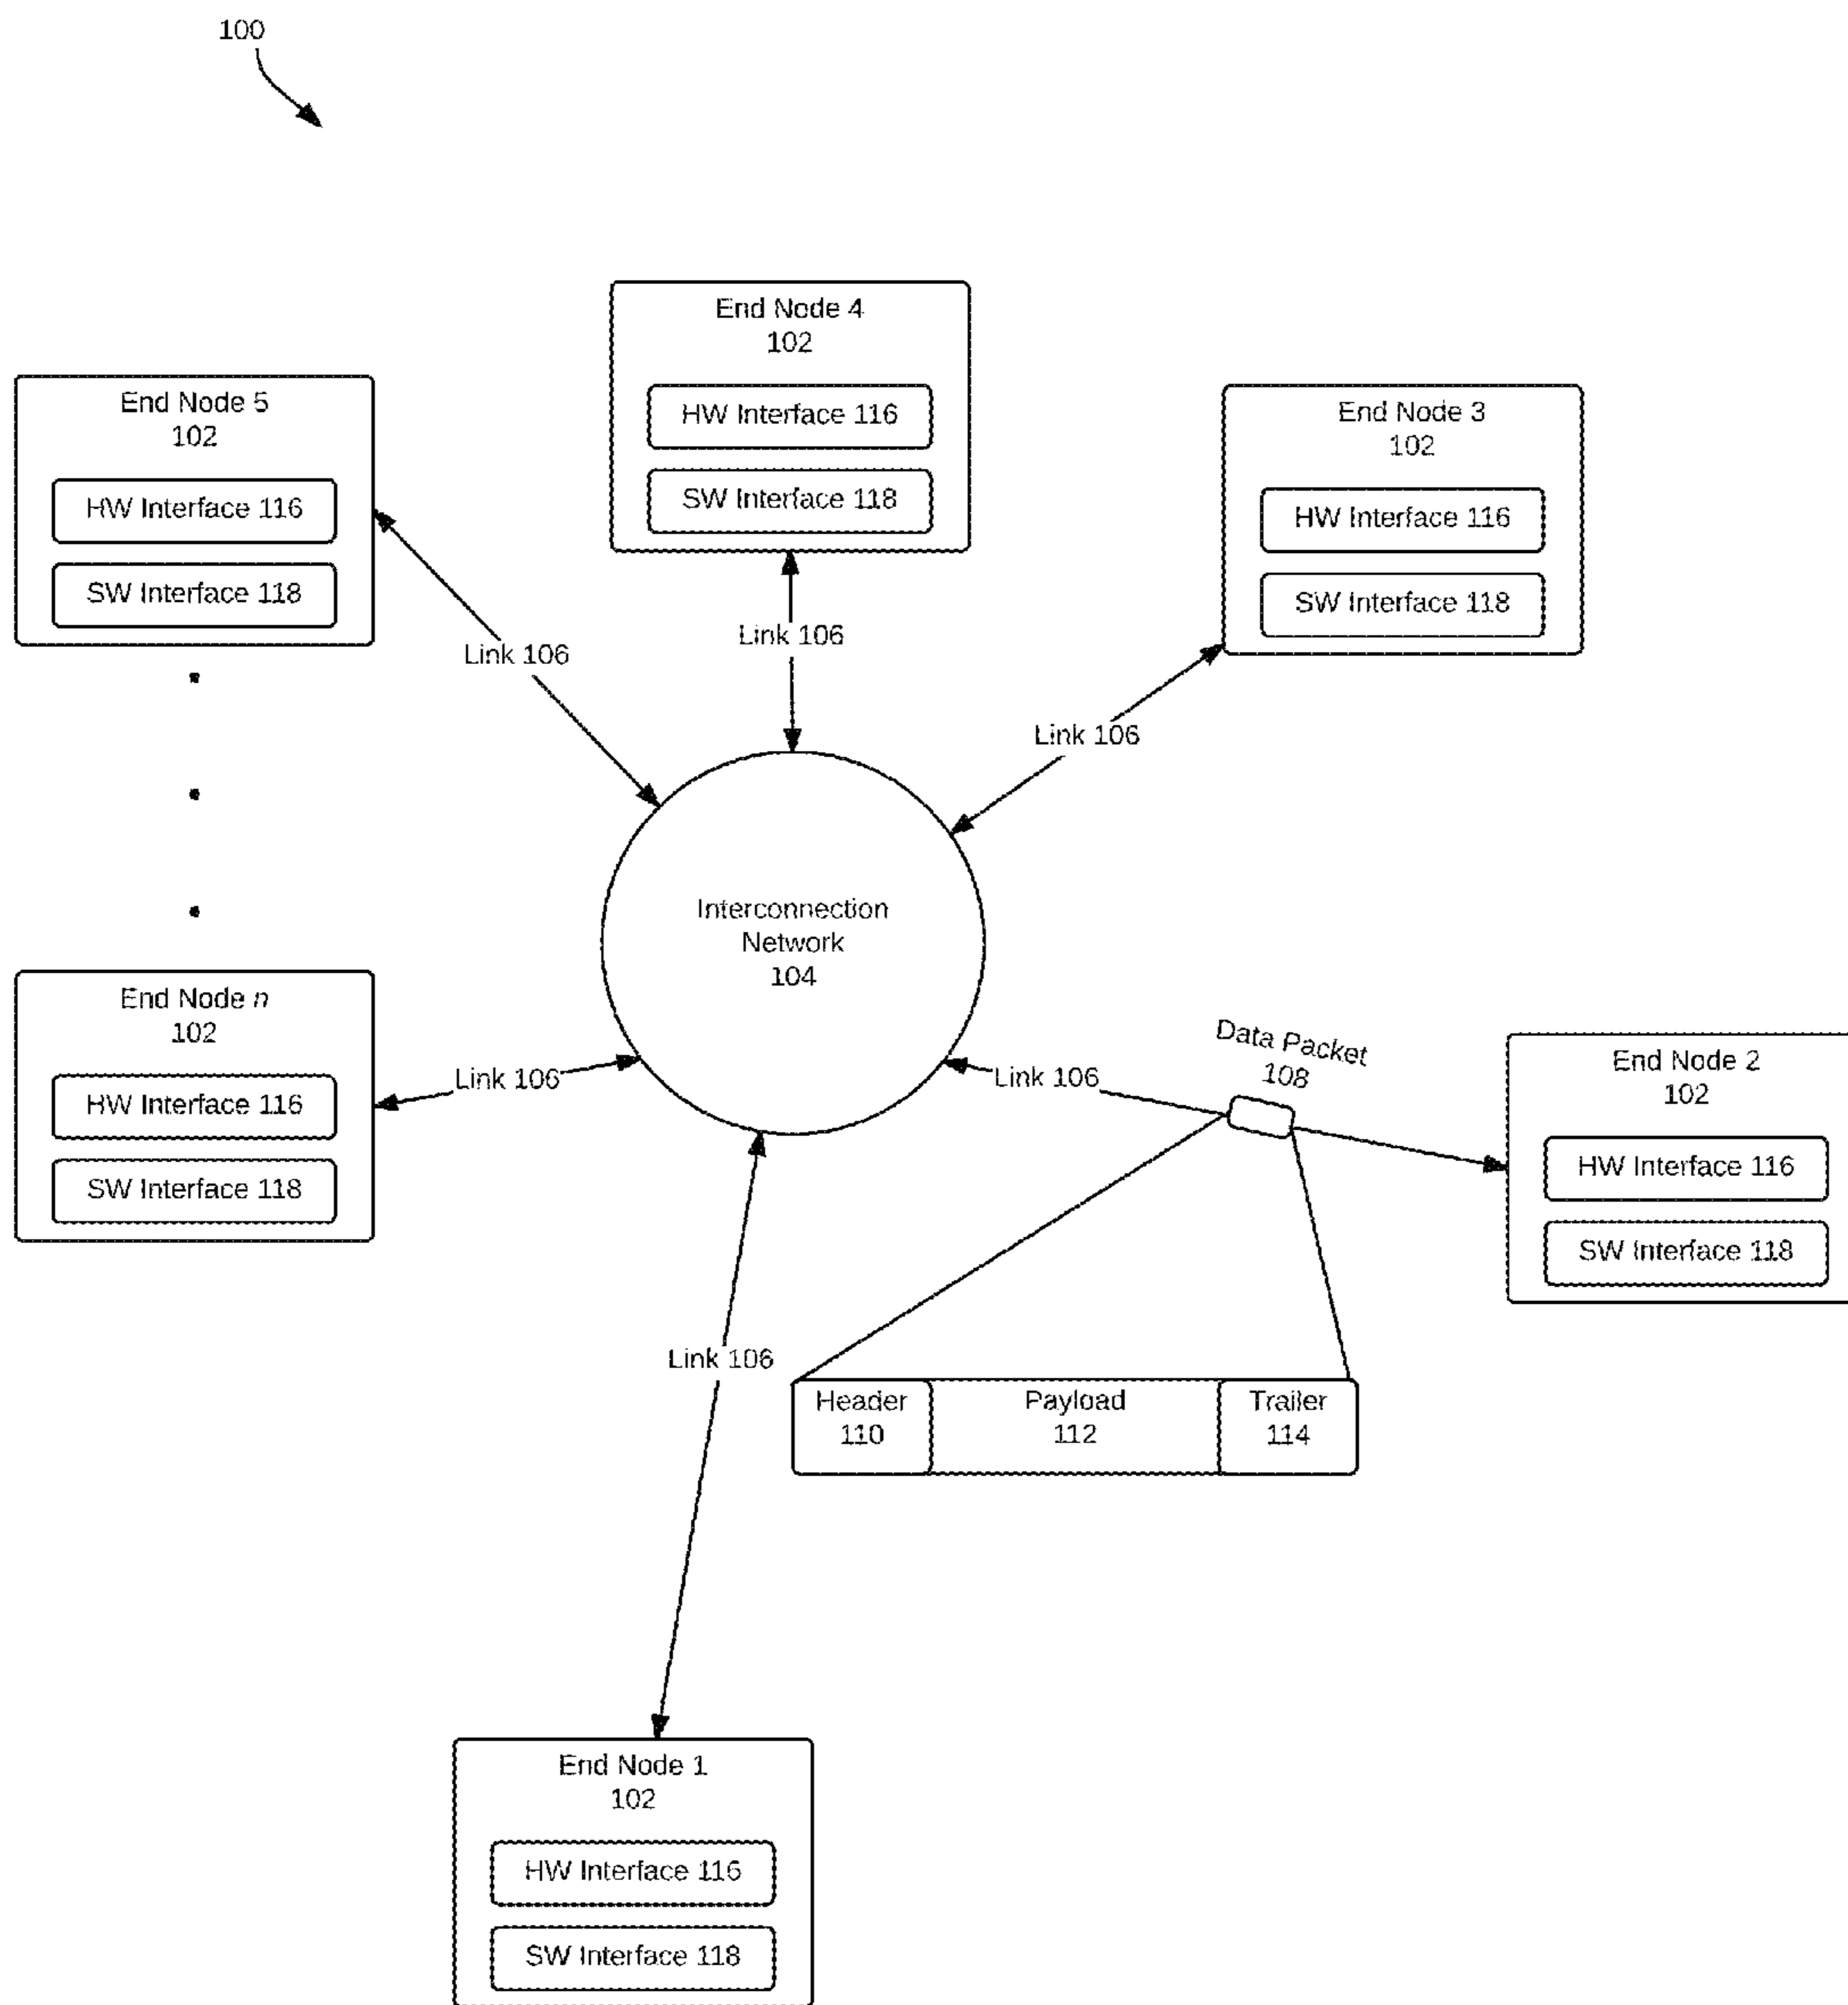 100
End Node 4
102
HW Interface 116
SW Interface 118
End Node 5
102
HW Interface 116
SW Interface 118
End Node 3
102
HW Interface 116
SW Interface 118
Link 106
Link 106
Link 106
Interconnection
Network
104
End Node n
102
HW Interface 116
SW Interface 118
Link 106
Link 106
Data Packet
108
End Node 2
102
HW Interface 116
SW Interface 118
Link 106
Header
110
Payload
112
Trailer
114
End Node 1
102
HW Interface 116
SW Interface 118